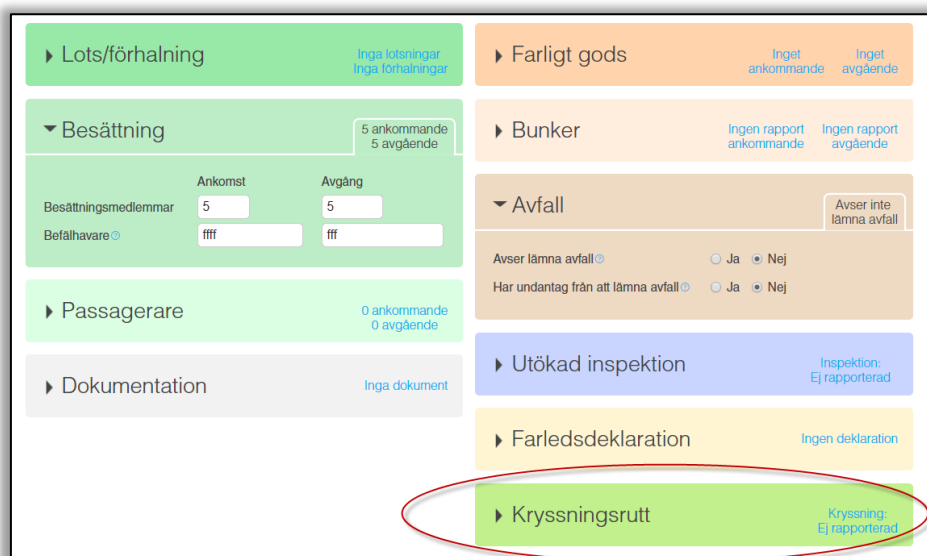 Lots/förhalning
Inga lotsningar
Inga förhalningar
Besättning
5 ankommande
5 avgående
Ankomst Avgång
Besättningsmedlemmar 5 5
Befälhavare ? ffff fff
Passagerare
0 ankommande
0 avgående
Dokumentation
Inga dokument
Farligt gods
Inget ankommande
Inget avgående
Bunker
Ingen rapport ankommande
Ingen rapport avgående
Avfall
Avser inte
lämna avfall
Avser lämna avfall ? Ja Nej
Har undantag från att lämna avfall ? Ja Nej
Utökad inspektion
Inspektion:
Ej rapporterad
Farledsdeklaration
Ingen deklaration
Kryssningsrutt
Kryssning:
Ej rapporterad